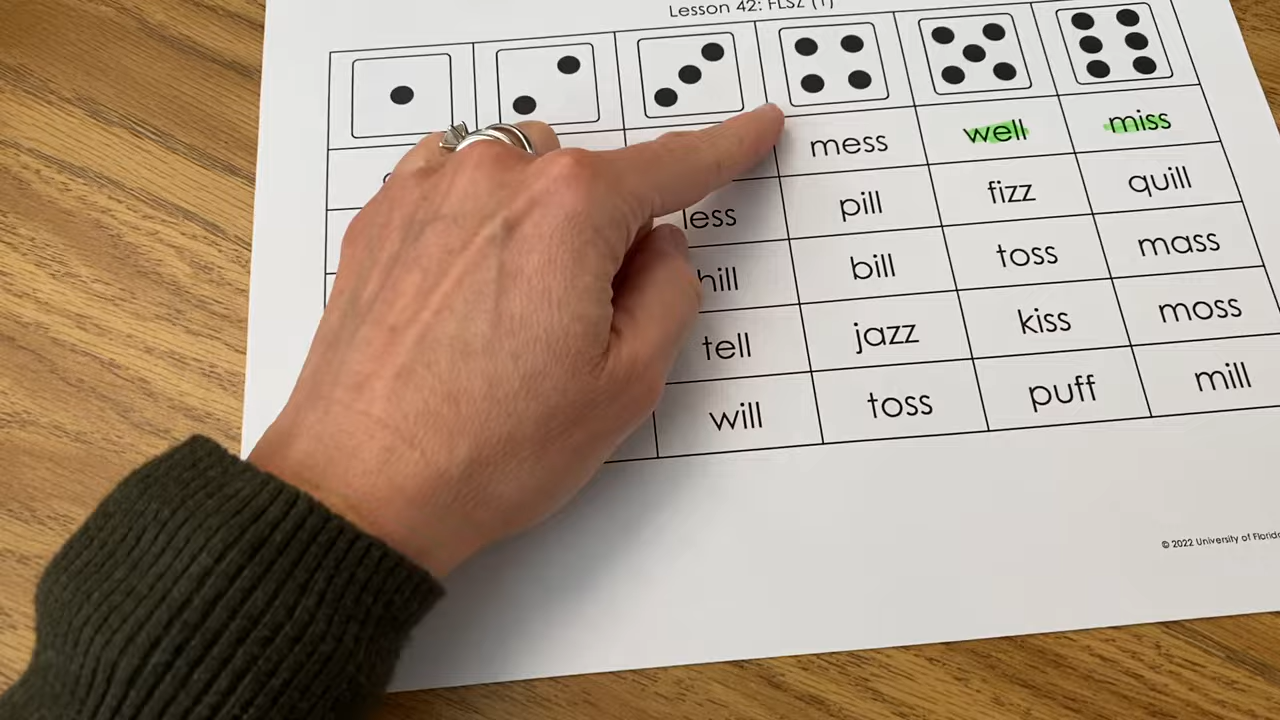 Lesson 42: FLSZ (1)
mess well miss
less pill fizz quill
hill bill toss mass
tell jazz kiss moss
will toss puff mill
© 2022 University of Florida